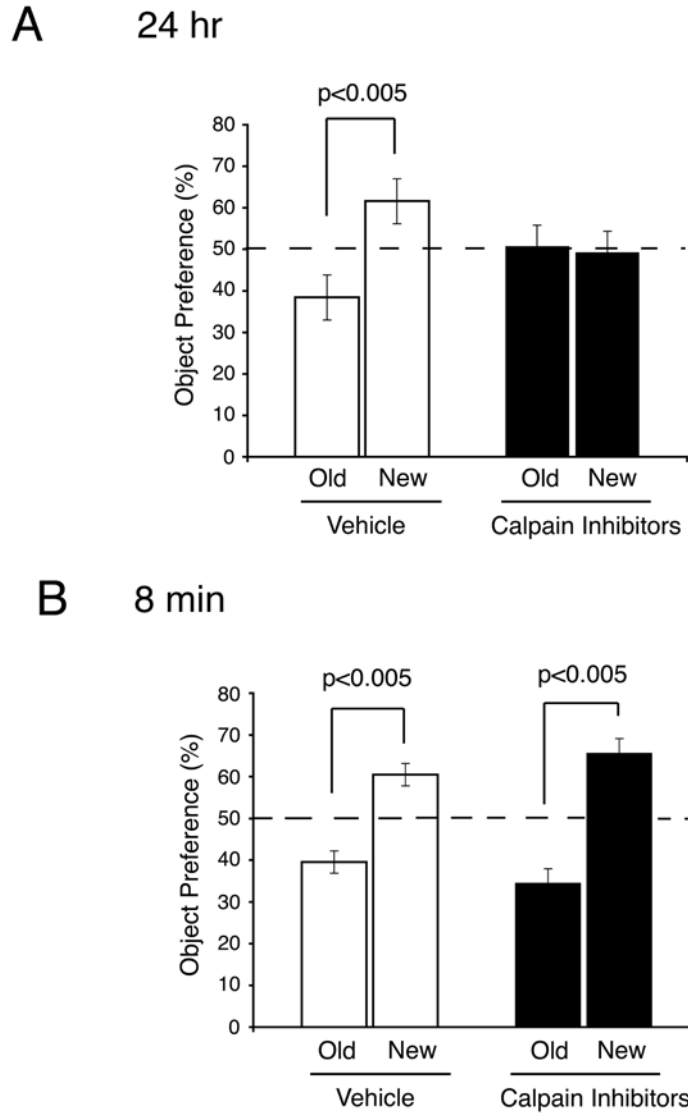 A 24 hr
p<0.005
Object Preference (%)
80
70
60
50
40
30
20
10
0
Old New Old New
Vehicle Calpain Inhibitors
B 8 min
p<0.005 p<0.005
Object Preference (%)
80
70
60
50
40
30
20
10
0
Old New Old New
Vehicle Calpain Inhibitors